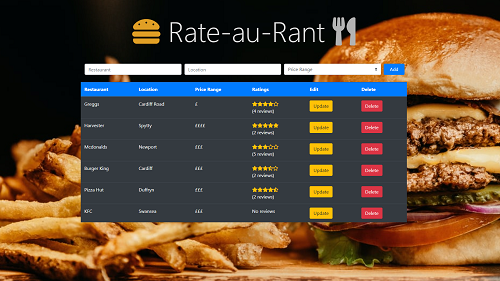 Rate-au-Rant
Restaurant Location Price Range Add
Restaurant Location Price Range Ratings Edit Delete
Greggs Cardiff Road £ Update Delete
(4 reviews)
Harvester Spytty ££££ Update Delete
(2 reviews)
Mcdonalds Newport £££ Update Delete
(5 reviews)
Burger King Cardiff £££ Update Delete
(2 reviews)
Pizza Hut Duffryn £££ Update Delete
(2 reviews)
KFC Swansea £££ No reviews Update Delete